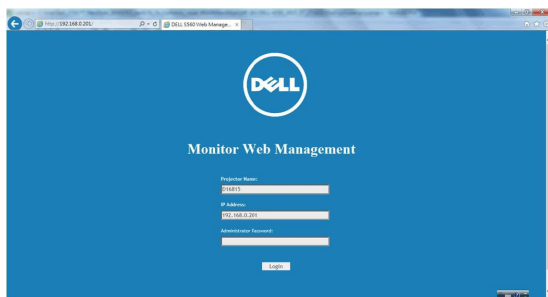 http://192.168.0.201/
DELL S560 Web Manage...
DELL
Monitor Web Management
Projector Name:
D16815
IP Address:
192.168.0.201
Administrator Password:
Login